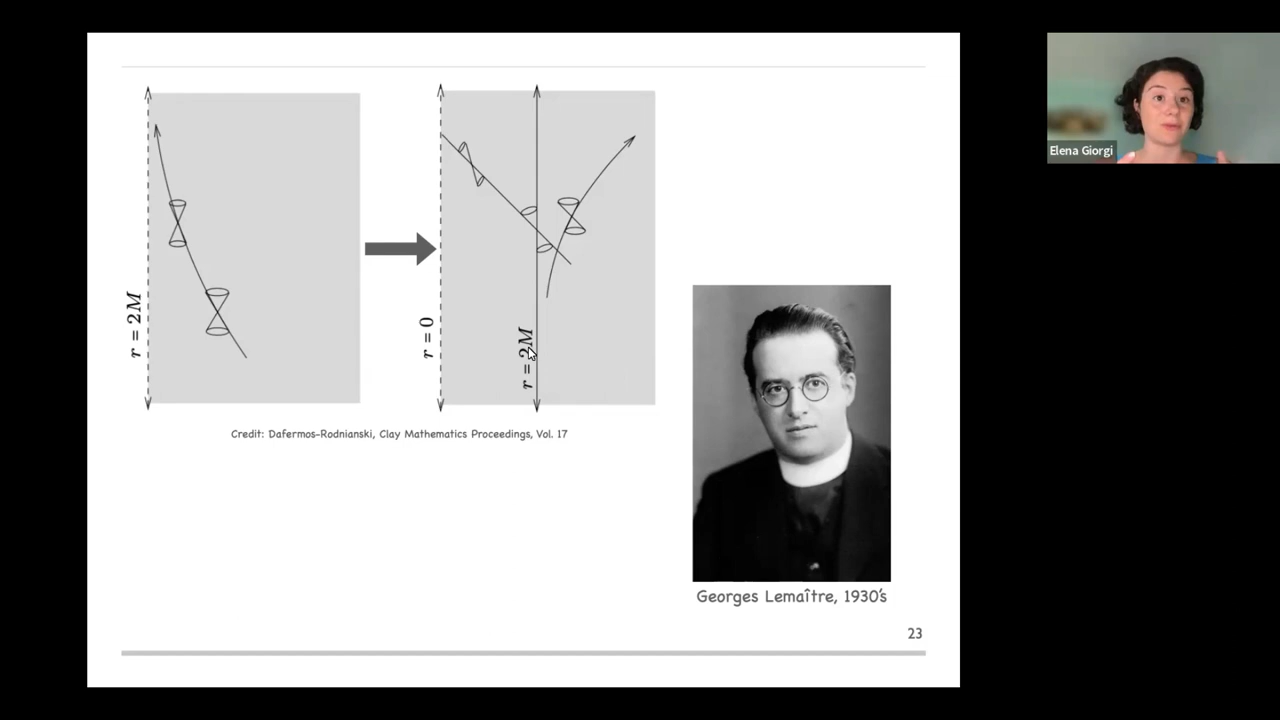 r = 2M
r = 0
r = 2M
Credit: Dafermos-Rodnianski, Clay Mathematics Proceedings, Vol. 17
Georges Lemaître, 1930's
23
Elena Giorgi